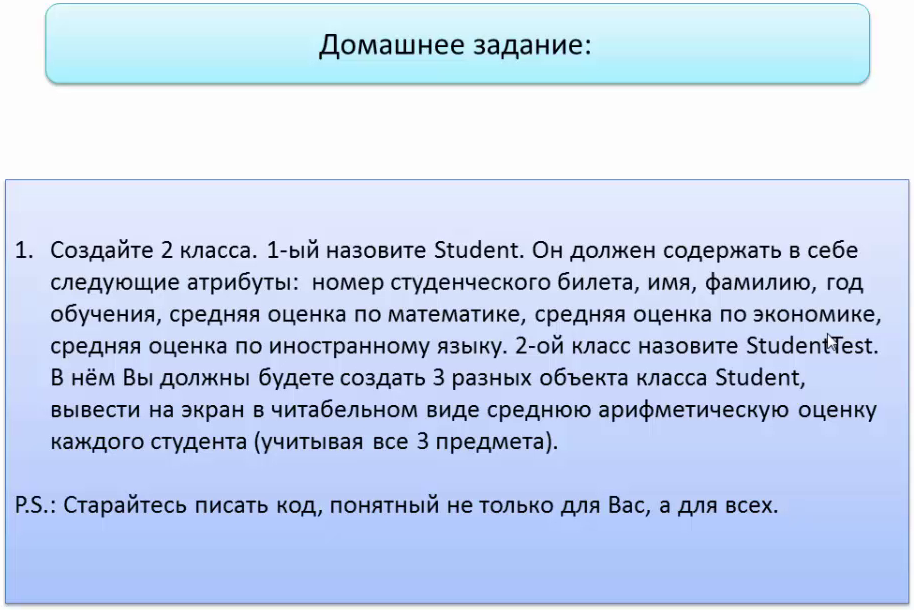 Домашнее задание:
1. Создайте 2 класса. 1-ый назовите Student. Он должен содержать в себе
следующие атрибуты: номер студенческого билета, имя, фамилию, год
обучения, средняя оценка по математике, средняя оценка по экономике,
средняя оценка по иностранному языку. 2-ой класс назовите StudentTest.
В нём Вы должны будете создать 3 разных объекта класса Student,
вывести на экран в читабельном виде среднюю арифметическую оценку
каждого студента (учитывая все 3 предмета).
P.S.: Старайтесь писать код, понятный не только для Вас, а для всех.